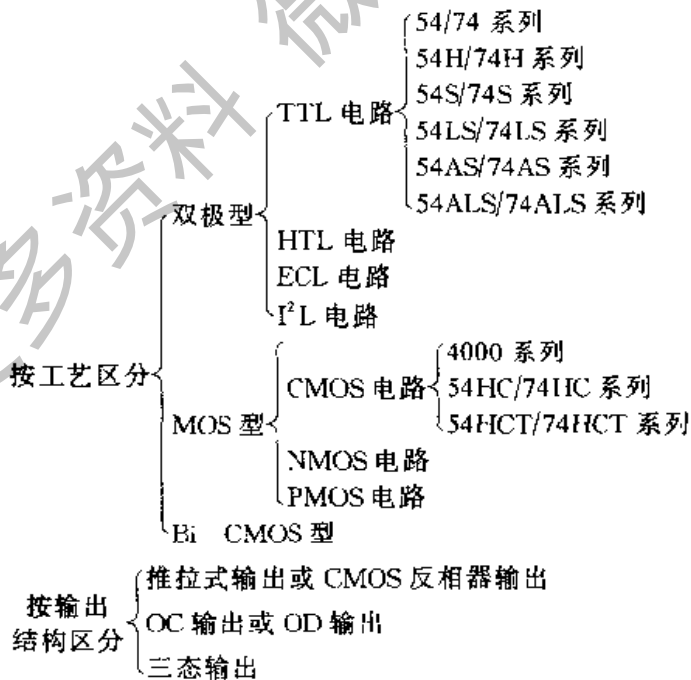 54/74 系列
54H/74H 系列
54S/74S 系列
TTL 电路
54LS/74LS 系列
54AS/74AS 系列
54ALS/74ALS 系列
双极型
HTL 电路
ECL 电路
I²L 电路
按工艺区分
4000 系列
CMOS 电路
54HC/74HC 系列
MOS 型
54HCT/74HCT 系列
NMOS 电路
PMOS 电路
Bi CMOS 型
推拉式输出或 CMOS 反相器输出
按输出
结构区分
OC 输出或 OD 输出
三态输出
多资料